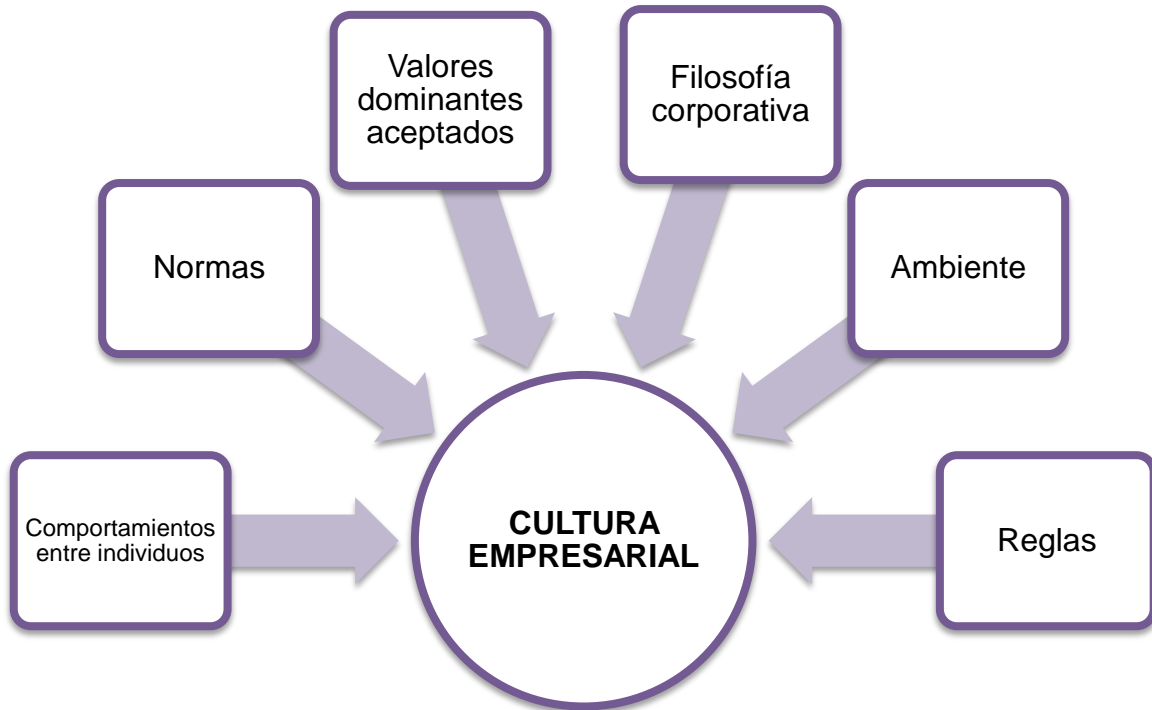 Valores
dominantes
aceptados
Filosofía
corporativa
Normas
Ambiente
Comportamientos
entre individuos
CULTURA
EMPRESARIAL
Reglas